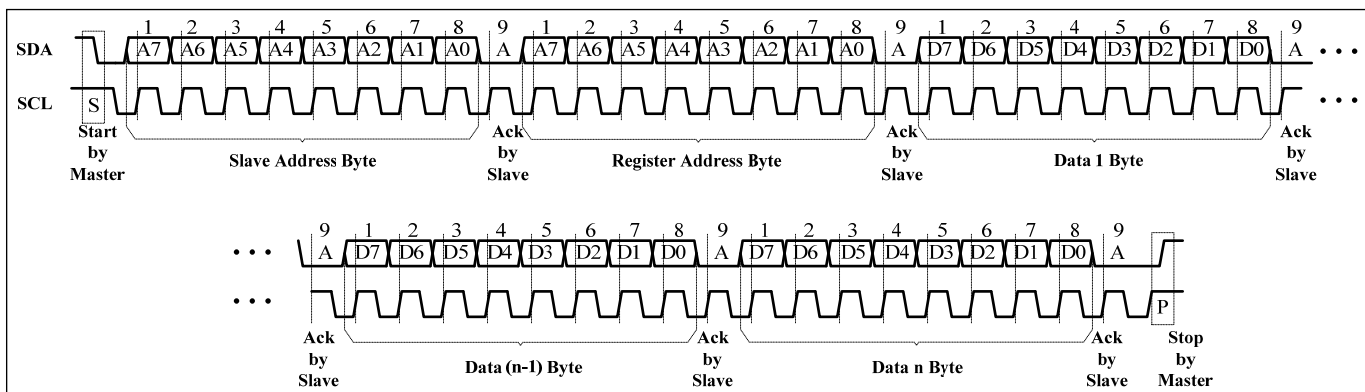 1 2 3 4 5 6 7 8 9 1 2 3 4 5 6 7 8 9 1 2 3 4 5 6 7 8 9
SDA A7 A6 A5 A4 A3 A2 A1 A0 A A7 A6 A5 A4 A3 A2 A1 A0 A D7 D6 D5 D4 D3 D2 D1 D0 A • • •
SCL S • • •
Start by Master
Slave Address Byte
Ack by Slave
Register Address Byte
Ack by Slave
Data 1 Byte
Ack by Slave
9 1 2 3 4 5 6 7 8 9 1 2 3 4 5 6 7 8 9
• • • A D7 D6 D5 D4 D3 D2 D1 D0 A D7 D6 D5 D4 D3 D2 D1 D0 A
• • • P
Ack by Slave
Data (n-1) Byte
Ack by Slave
Data n Byte
Ack by Slave
Stop by Master